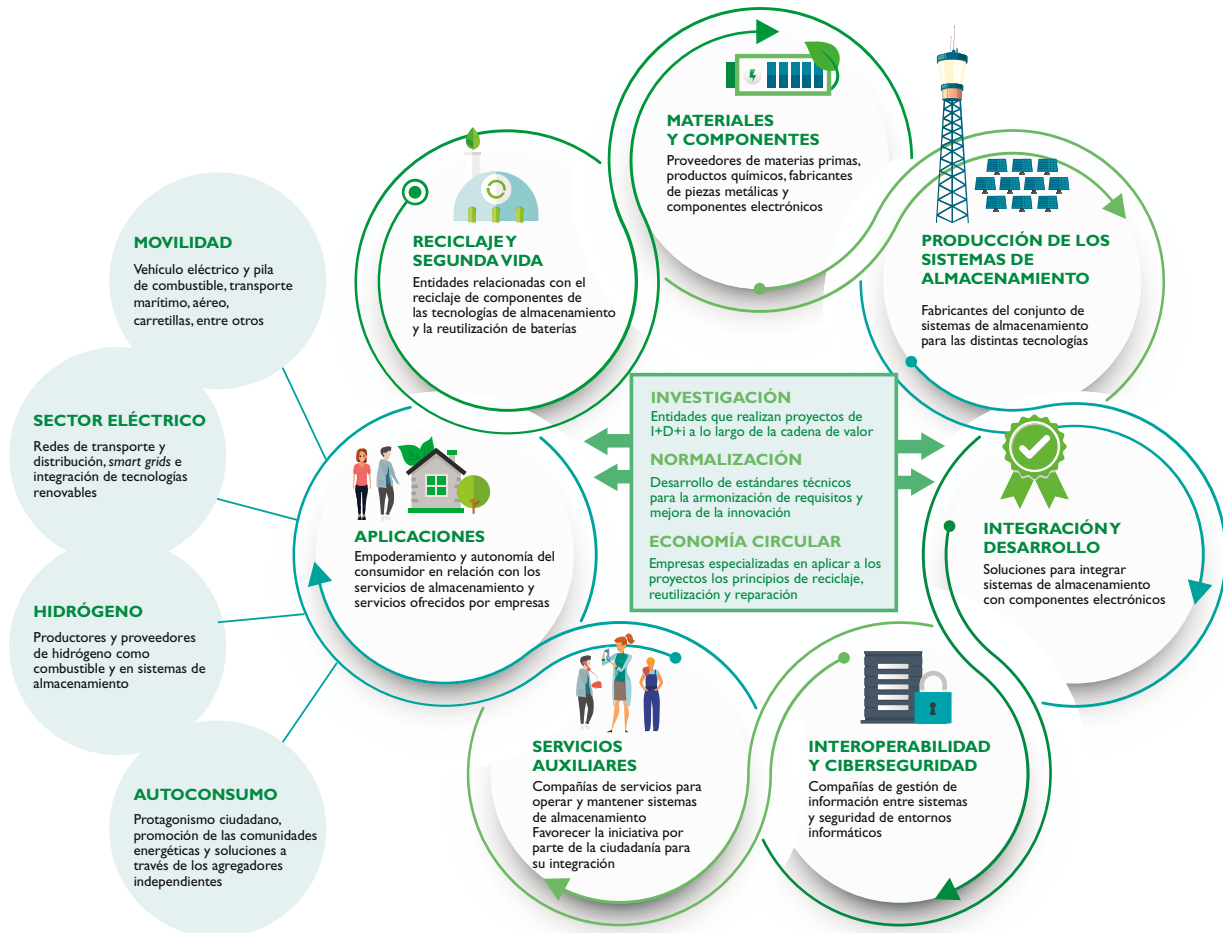 MATERIALES
Y COMPONENTES
Proveedores de materias primas,
productos químicos, fabricantes
de piezas metálicas y
componentes electrónicos
PRODUCCIÓN DE LOS
SISTEMAS DE
ALMACENAMIENTO
Fabricantes del conjunto de
sistemas de almacenamiento
para las distintas tecnologías
INTEGRACIÓN Y
DESARROLLO
Soluciones para integrar
sistemas de almacenamiento
con componentes electrónicos
INTEROPERABILIDAD
Y CIBERSEGURIDAD
Compañías de gestión de
información entre sistemas
y seguridad de entornos
informáticos
SERVICIOS
AUXILIARES
Compañías de servicios para
operar y mantener sistemas
de almacenamiento
Favorecer la iniciativa por
parte de la ciudadanía para
su integración
APLICACIONES
Empoderamiento y autonomía del
consumidor en relación con los
servicios de almacenamiento y
servicios ofrecidos por empresas
RECICLAJE Y
SEGUNDA VIDA
Entidades relacionadas con el
reciclaje de componentes de
las tecnologías de almacenamiento
y la reutilización de baterías
INVESTIGACIÓN
Entidades que realizan proyectos de
I+D+i a lo largo de la cadena de valor
NORMALIZACIÓN
Desarrollo de estándares técnicos
para la armonización de requisitos y
mejora de la innovación
ECONOMÍA CIRCULAR
Empresas especializadas en aplicar a los
proyectos los principios de reciclaje,
reutilización y reparación
MOVILIDAD
Vehículo eléctrico y pila
de combustible, transporte
marítimo, aéreo,
carretillas, entre otros
SECTOR ELÉCTRICO
Redes de transporte y
distribución, smart grids e
integración de tecnologías
renovables
HIDRÓGENO
Productores y proveedores
de hidrógeno como
combustible y en sistemas de
almacenamiento
AUTOCONSUMO
Protagonismo ciudadano,
promoción de las comunidades
energéticas y soluciones a
través de los agregadores
independientes